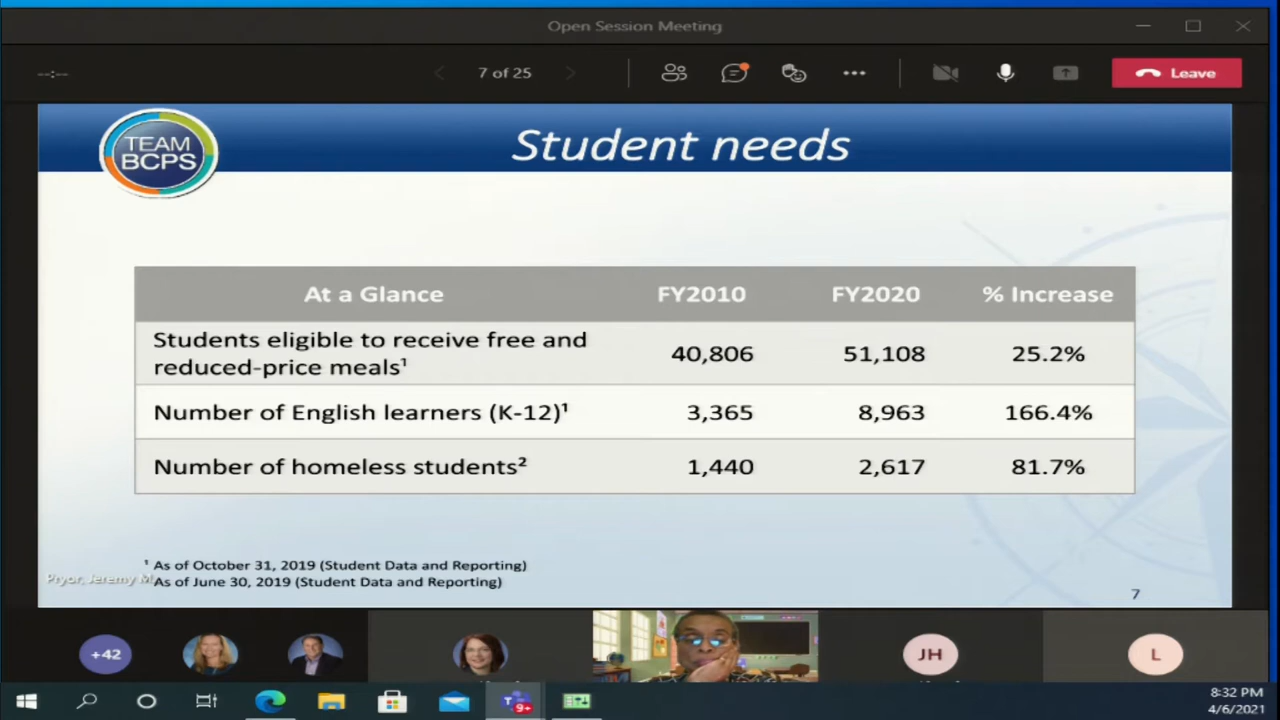 Open Session Meeting
--:--
7 of 25
Leave
TEAM
BCPS
Student needs
At a Glance FY2010 FY2020 % Increase
Students eligible to receive free and
reduced-price meals¹ 40,806 51,108 25.2%
Number of English learners (K-12)¹ 3,365 8,963 166.4%
Number of homeless students² 1,440 2,617 81.7%
¹ As of October 31, 2019 (Student Data and Reporting)
Pryor, Jeremy M. As of June 30, 2019 (Student Data and Reporting)
7
+42
JH
L
T
9+
8:32 PM
4/6/2021